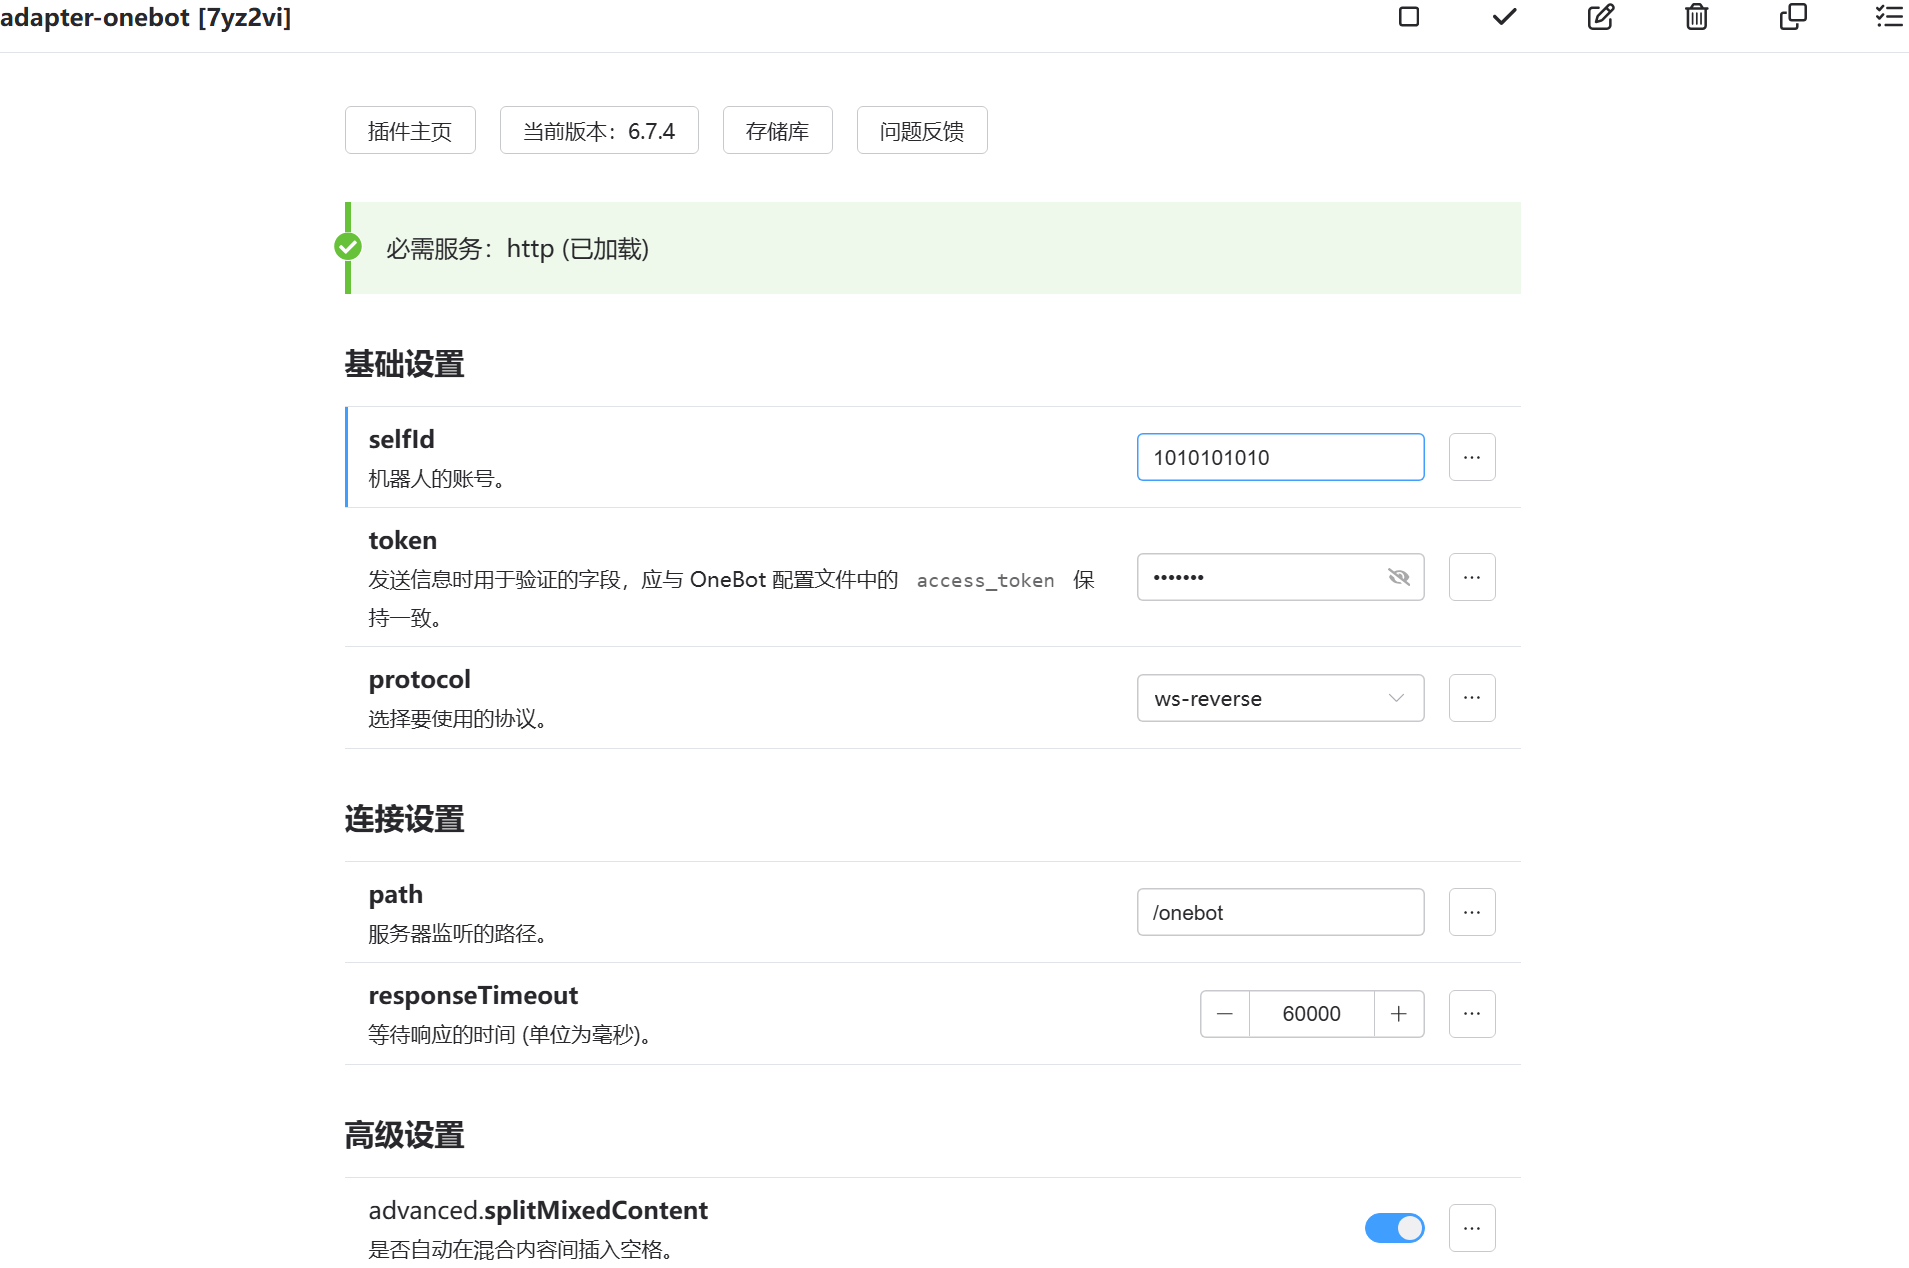 adapter-onebot [7yz2vi]
插件主页
当前版本：6.7.4
存储库
问题反馈
必需服务：http (已加载)
基础设置
selfId
机器人的账号。
1010101010
token
发送信息时用于验证的字段，应与 OneBot 配置文件中的 access_token 保
持一致。
•••••••
protocol
选择要使用的协议。
ws-reverse
连接设置
path
服务器监听的路径。
/onebot
responseTimeout
等待响应的时间 (单位为毫秒)。
60000
高级设置
advanced.splitMixedContent
是否自动在混合内容间插入空格。